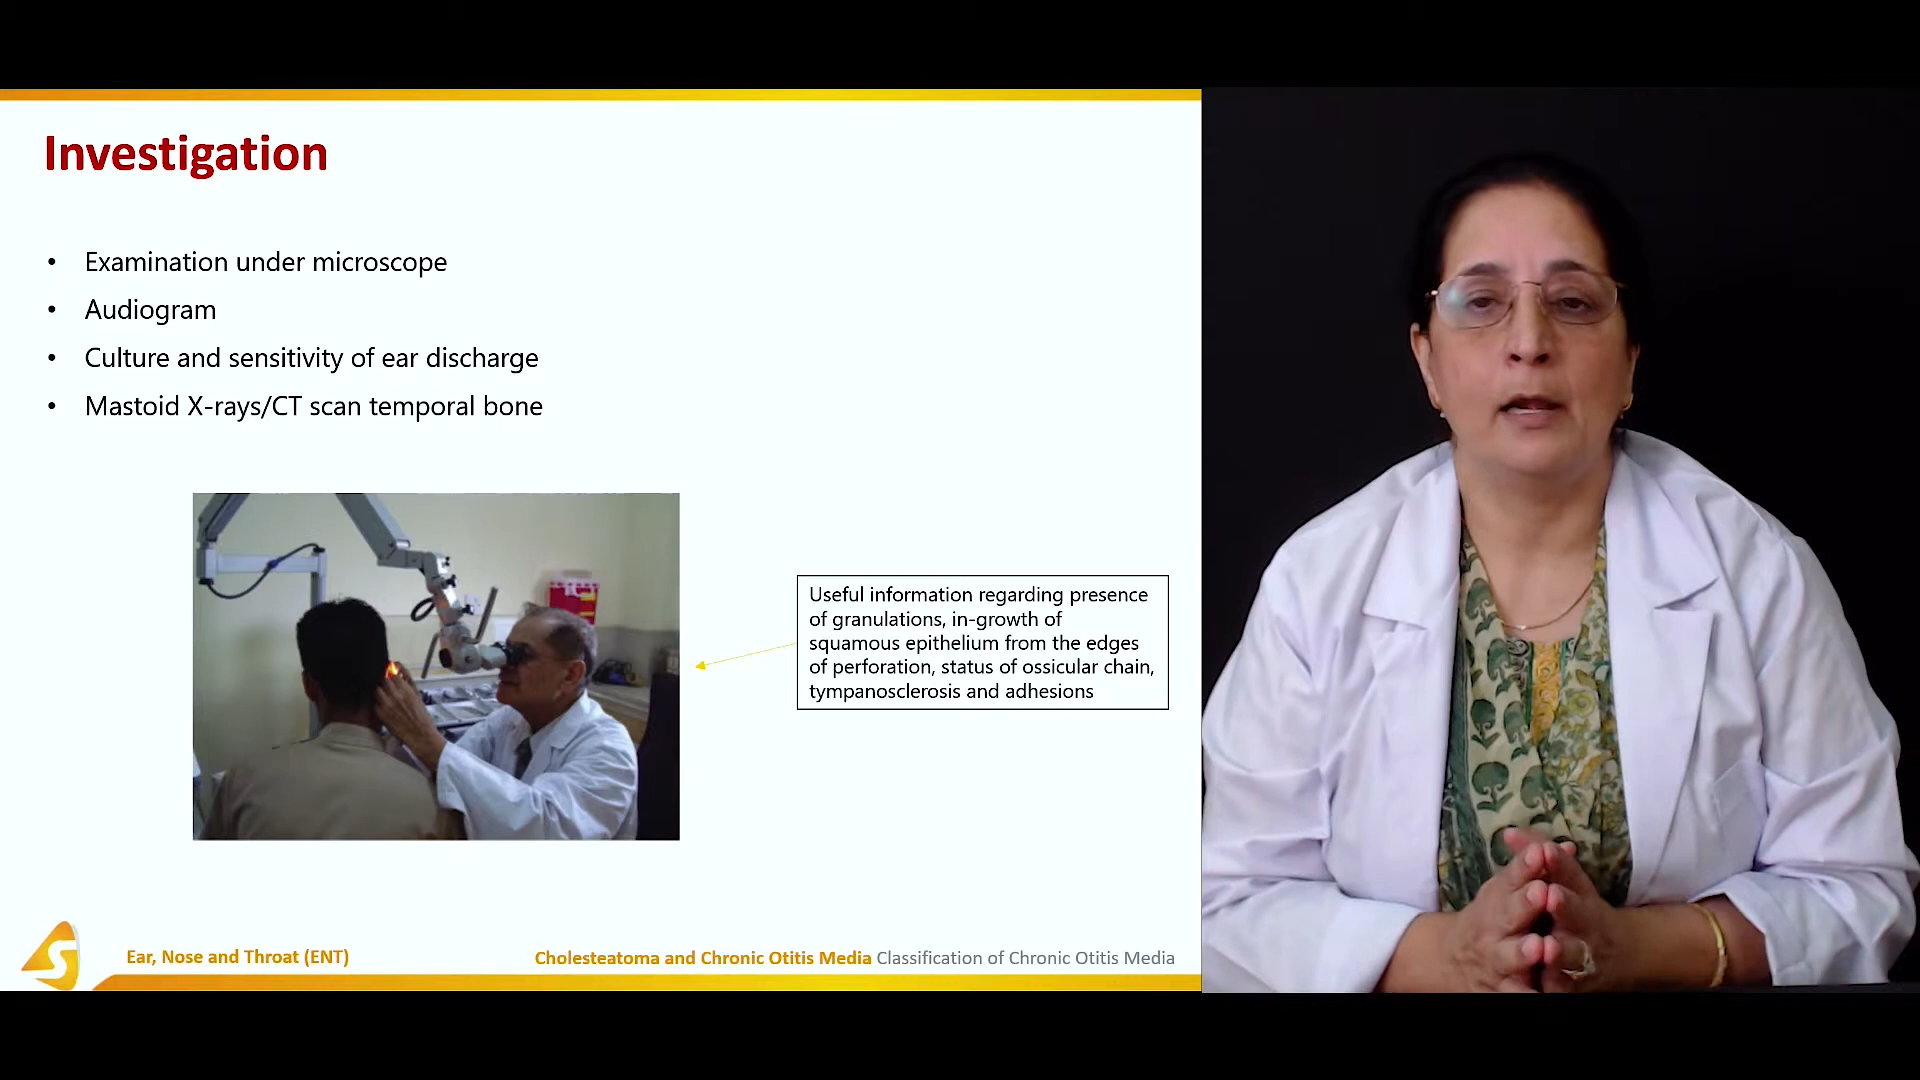 Investigation
• Examination under microscope
• Audiogram
• Culture and sensitivity of ear discharge
• Mastoid X-rays/CT scan temporal bone
Useful information regarding presence
of granulations, in-growth of
squamous epithelium from the edges
of perforation, status of ossicular chain,
tympanosclerosis and adhesions
S
Ear, Nose and Throat (ENT)
Cholesteatoma and Chronic Otitis Media Classification of Chronic Otitis Media